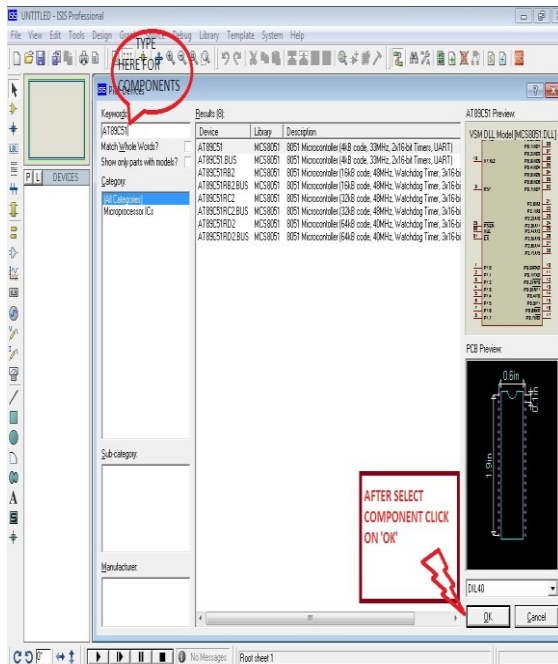 UNTITLED - ISIS Professional
File View Edit Tools Design Graph Debug Library Template System Help
TYPE
HERE FOR
COMPONENTS
Keywords:
AT89C51
Match Whole Words?
Show only parts with models?
Category:
(All Categories)
Microprocessor ICs
Sub-category:
Manufacturer:
Results (8):
Device Library Description
AT89C51 MCS8051 8051 Microcontroller (4kB code, 33MHz, 2x16-bit Timers, UART)
AT89C51.BUS MCS8051 8051 Microcontroller (4kB code, 33MHz, 2x16-bit Timers, UART)
AT89C51RB2 MCS8051 8051 Microcontroller (16kB code, 48MHz, Watchdog Timer, 3x16-bi
AT89C51RB2.BUS MCS8051 8051 Microcontroller (16kB code, 48MHz, Watchdog Timer, 3x16-bi
AT89C51RC2 MCS8051 8051 Microcontroller (32kB code, 48MHz, Watchdog Timer, 3x16-bi
AT89C51RC2.BUS MCS8051 8051 Microcontroller (32kB code, 48MHz, Watchdog Timer, 3x16-bi
AT89C51RD2 MCS8051 8051 Microcontroller (64kB code, 40MHz, Watchdog Timer, 3x16-bi
AT89C51RD2.BUS MCS8051 8051 Microcontroller (64kB code, 40MHz, Watchdog Timer, 3x16-bi
AT89C51 Preview:
VSM DLL Model [MCS8051.DLL]
PCB Preview:
0.6in
0.1in
1.9in
DIL40
OK Cancel
AFTER SELECT
COMPONENT CLICK
ON 'OK'
P L DEVICES
No Messages Root sheet 1